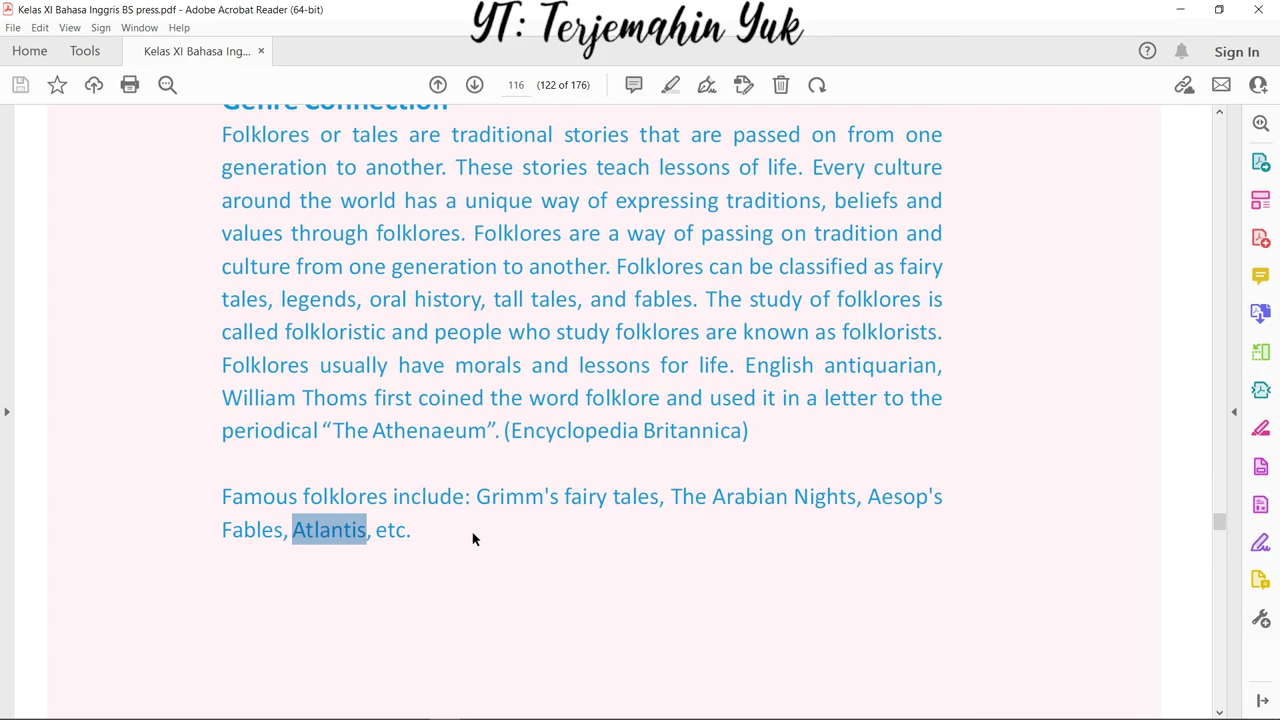 Kelas XI Bahasa Inggris BS press.pdf - Adobe Acrobat Reader (64-bit)
YT: Terjemahin Yuk
File Edit View Sign Window Help
Home Tools Kelas XI Bahasa Ing... × Sign In
116 (122 of 176)
Genre Connection
Folklores or tales are traditional stories that are passed on from one
generation to another. These stories teach lessons of life. Every culture
around the world has a unique way of expressing traditions, beliefs and
values through folklores. Folklores are a way of passing on tradition and
culture from one generation to another. Folklores can be classified as fairy
tales, legends, oral history, tall tales, and fables. The study of folklores is
called folkloristic and people who study folklores are known as folklorists.
Folklores usually have morals and lessons for life. English antiquarian,
William Thoms first coined the word folklore and used it in a letter to the
periodical “The Athenaeum”. (Encyclopedia Britannica)
Famous folklores include: Grimm's fairy tales, The Arabian Nights, Aesop's
Fables, Atlantis, etc.